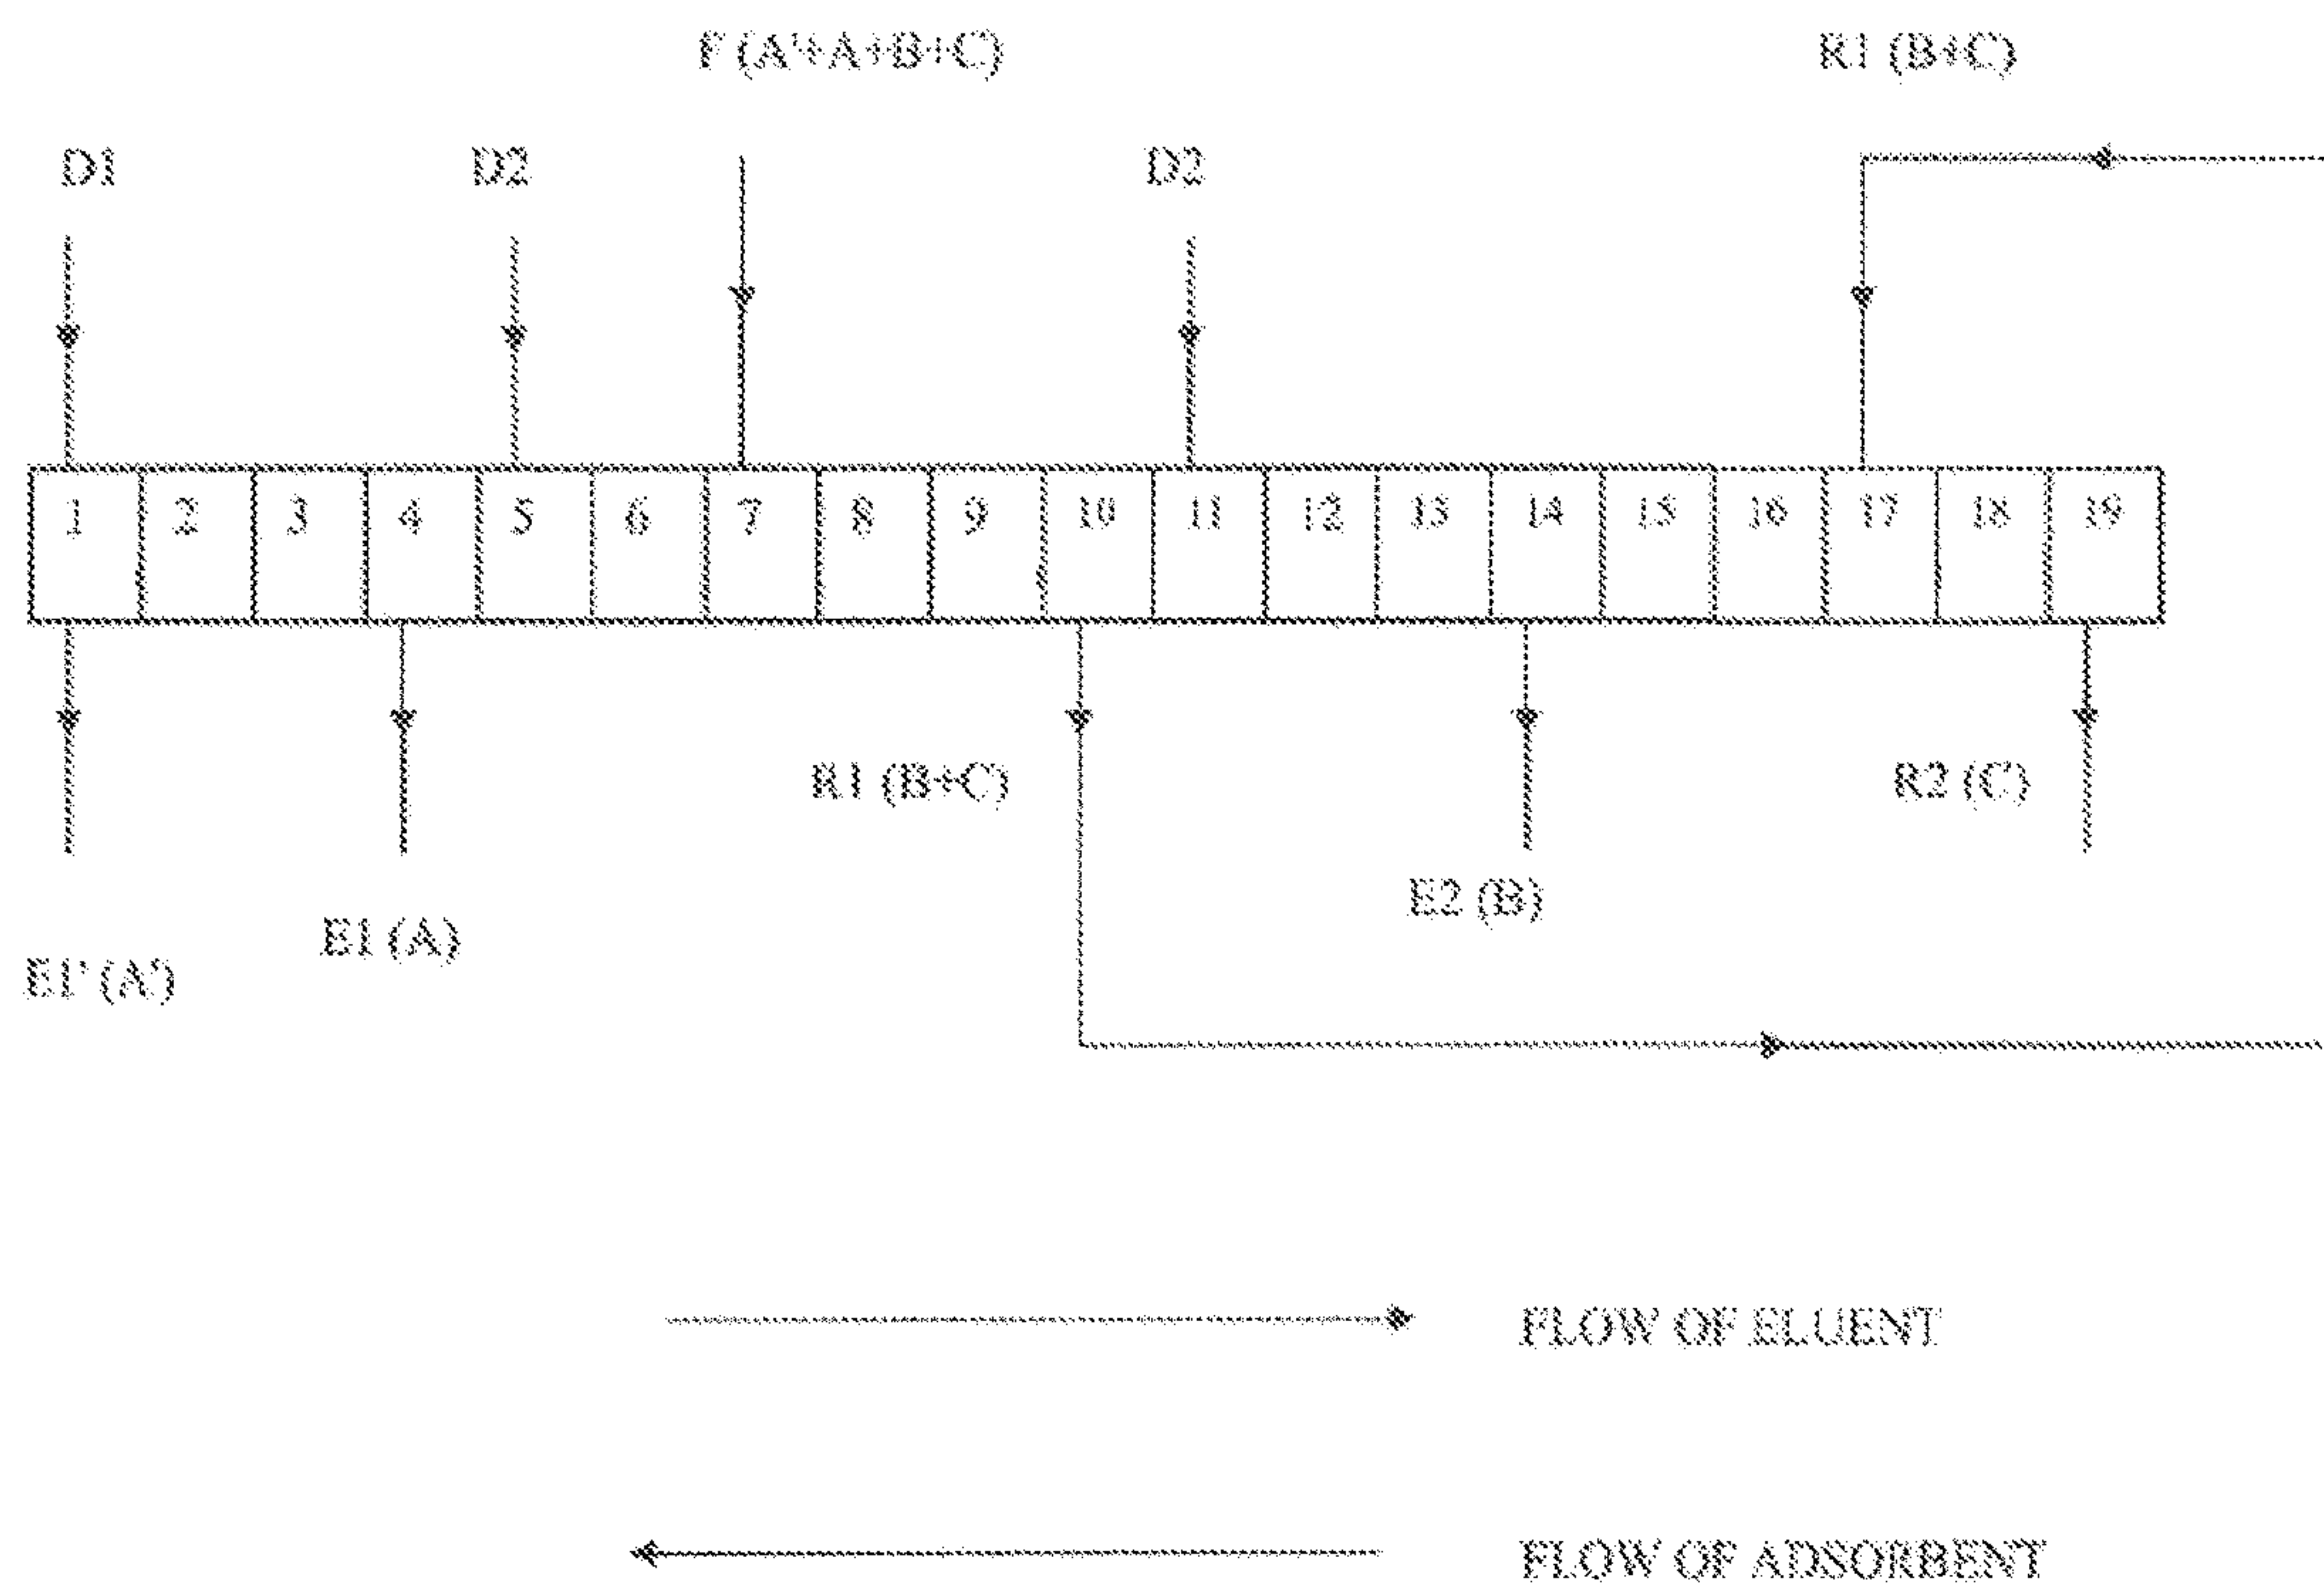 F (A'+A+B+C)
R1 (B+C)
D1
D2
D2
1 2 3 4 5 6 7 8 9 10 11 12 13 14 15 16 17 18 19
R1 (B+C)
R2 (C)
E2 (B)
E1 (A)
E1' (A')
FLOW OF ELUENT
FLOW OF ADSORBENT